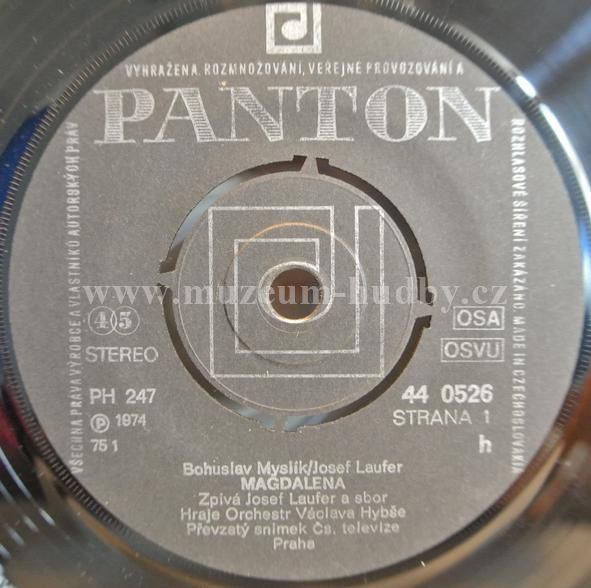 VYHRAŽENA. ROZMNOŽOVÁNÍ, VEŘEJNÉ PROVOZOVÁNÍ A
PANTON
VŠECHNA PRÁVA VÝROBCE A VLASTNÍKŮ AUTORSKÝCH PRÁV
ROZHLASOVÉ ŠÍŘENÍ ZAKÁZÁNO. MADE IN CZECHOSLOVAKIA
www.muzeum-hudby.cz
45
STEREO
OSA
OSVU
PH 247
44 0526
Ⓟ 1974
STRANA 1
75 1
h
Bohuslav Myslík/Josef Laufer
MAGDALENA
Zpívá Josef Laufer a sbor
Hraje Orchestr Václava Hybše
Převzatý snímek Čs. televize
Praha